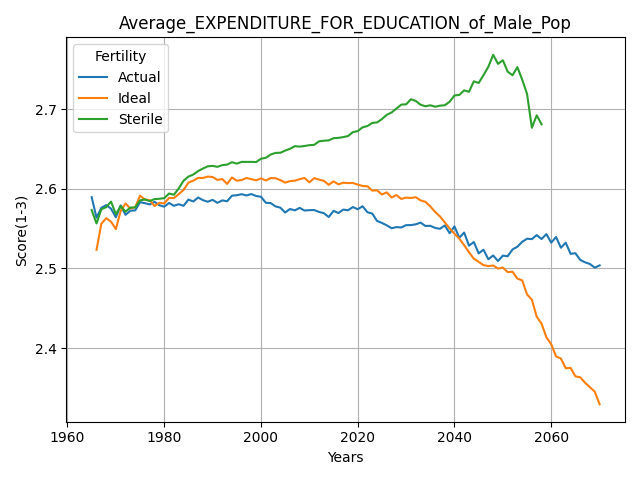 Average_EXPENDITURE_FOR_EDUCATION_of_Male_Pop
Fertility
Actual
Ideal
Sterile
Score(1-3)
2.7
2.6
2.5
2.4
1960 1980 2000 2020 2040 2060
Years